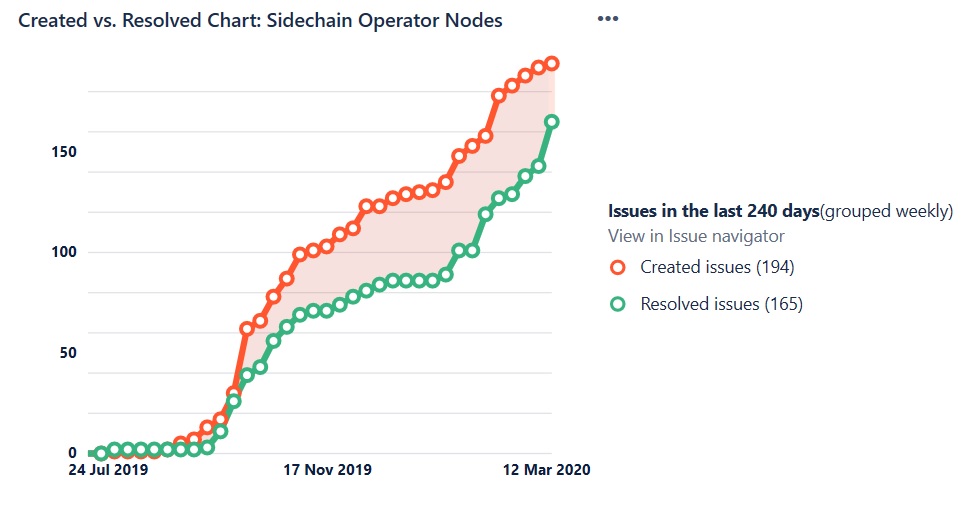 Created vs. Resolved Chart: Sidechain Operator Nodes
•••
150
100
50
0
24 Jul 2019
17 Nov 2019
12 Mar 2020
Issues in the last 240 days(grouped weekly)
View in Issue navigator
Created issues (194)
Resolved issues (165)